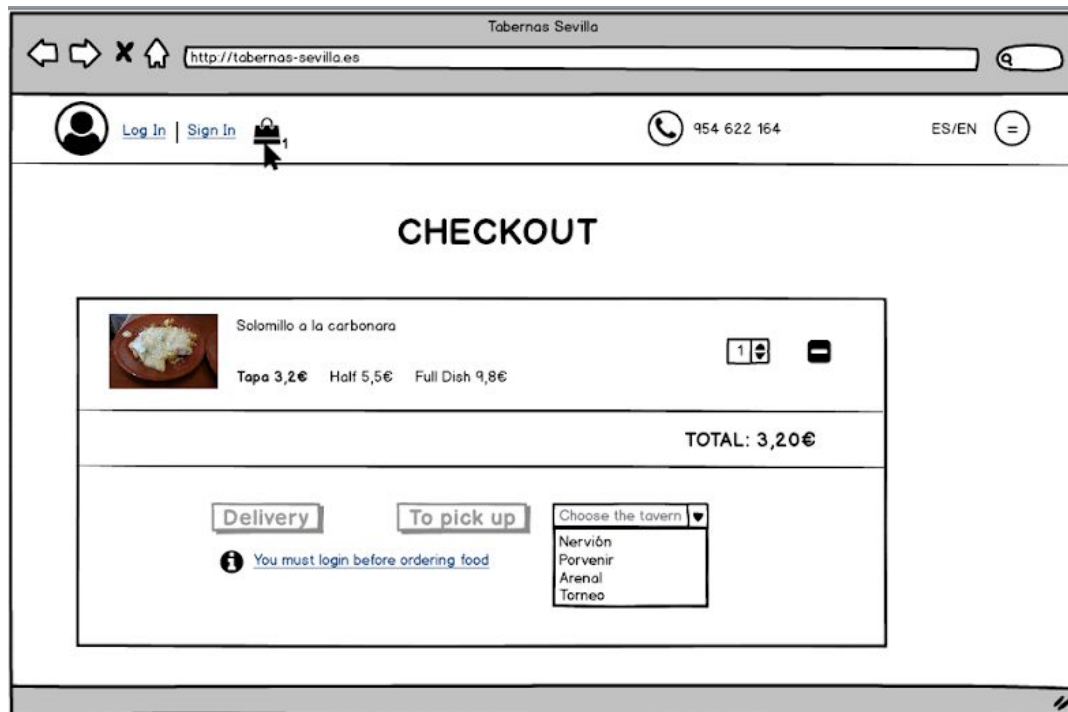 Tabernas Sevilla
http://tabernas-sevilla.es
Log In | Sign In 1 954 622 164 ES/EN
CHECKOUT
Solomillo a la carbonara
1
Tapa 3,2€ Half 5,5€ Full Dish 9,8€
TOTAL: 3,20€
Delivery To pick up Choose the tavern
You must login before ordering food
Nervión
Porvenir
Arenal
Torneo